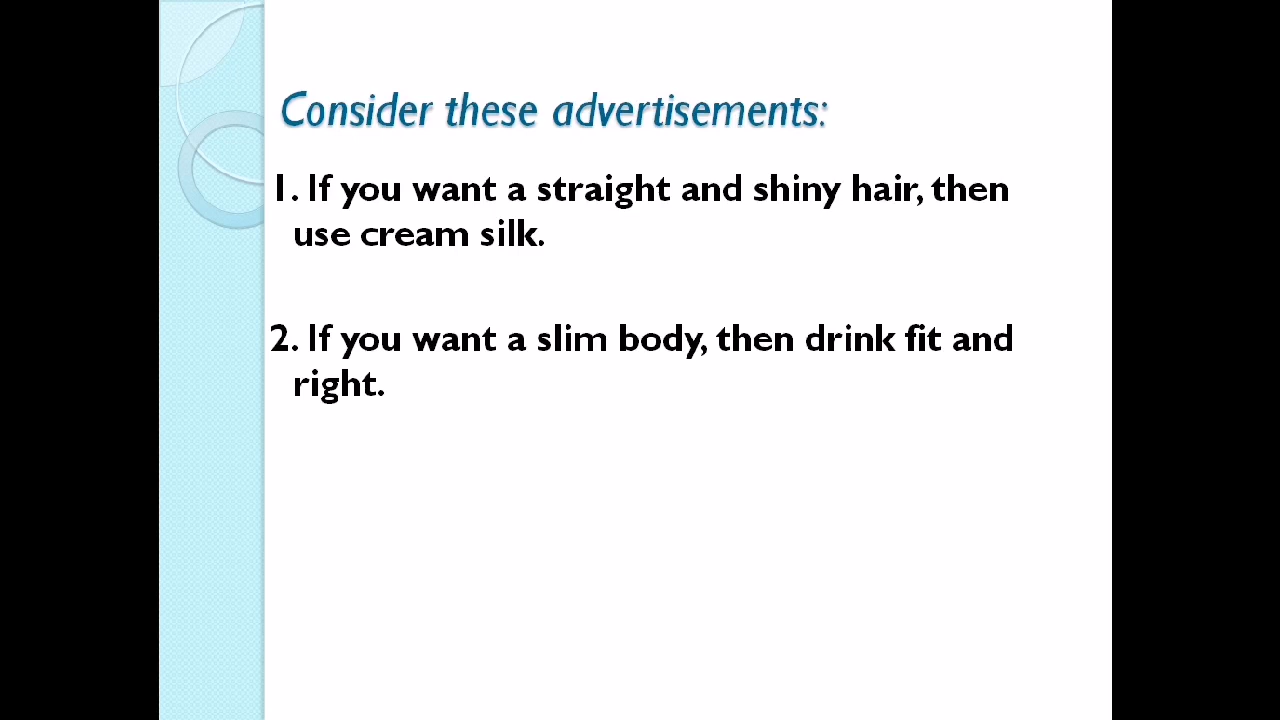 Consider these advertisements:
1. If you want a straight and shiny hair, then
use cream silk.
2. If you want a slim body, then drink fit and
right.